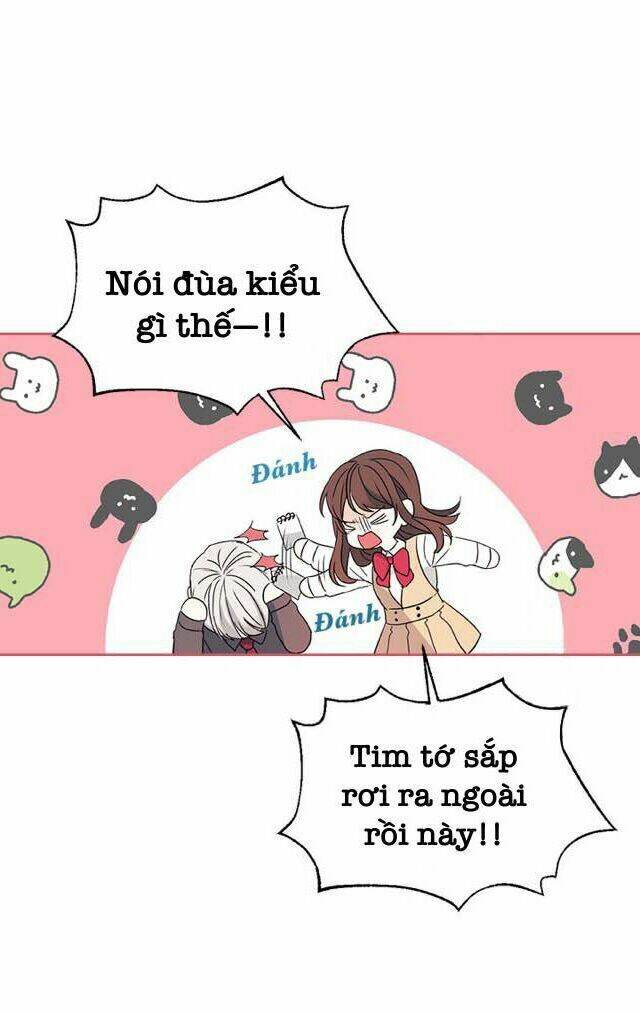 Nói đùa kiểu
gì thế—!!
Đánh
Đánh
Tim tớ sắp
rơi ra ngoài
rồi này!!